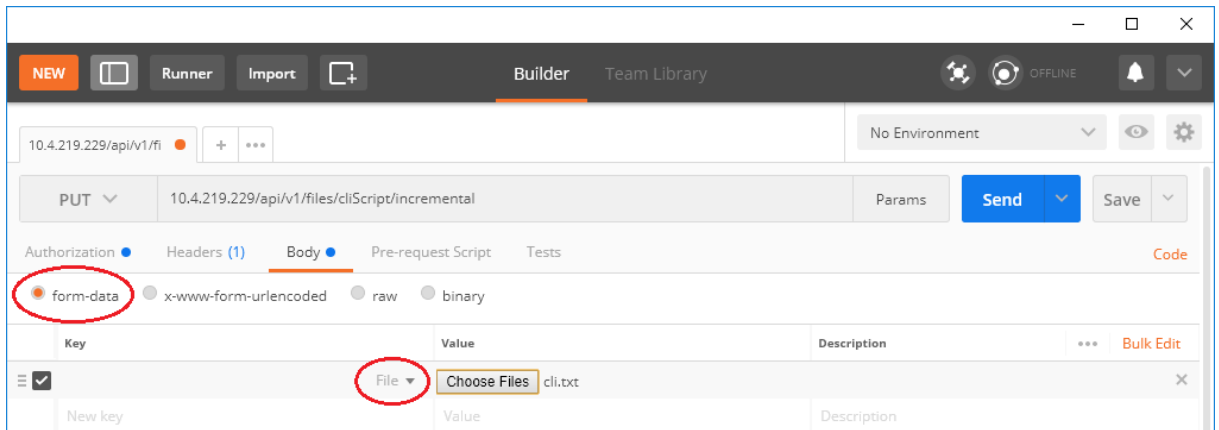 NEW Runner Import Builder Team Library OFFLINE
No Environment
10.4.219.229/api/v1/fi + •••
PUT 10.4.219.229/api/v1/files/cliScript/incremental Params Send Save
Authorization Headers (1) Body Pre-request Script Tests Code
form-data x-www-form-urlencoded raw binary
Key Value Description ••• Bulk Edit
File Choose Files cli.txt
New key Value Description